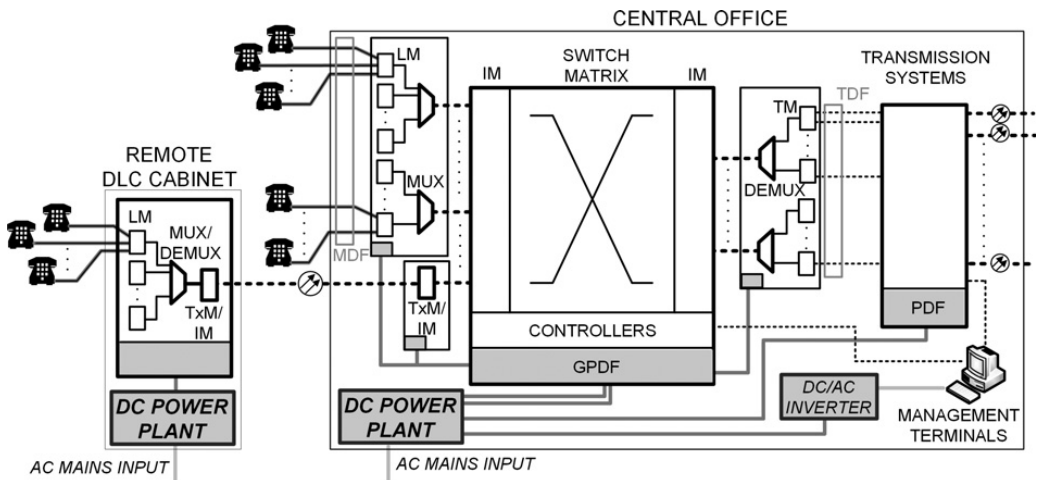 CENTRAL OFFICE
LM
IM
SWITCH
MATRIX
IM
TRANSMISSION
SYSTEMS
TM
TDF
REMOTE
DLC CABINET
MUX
DEMUX
LM
MUX/
DEMUX
MDF
TxM/
IM
TxM/
IM
CONTROLLERS
PDF
GPDF
DC POWER
PLANT
DC POWER
PLANT
DC/AC
INVERTER
MANAGEMENT
TERMINALS
AC MAINS INPUT
AC MAINS INPUT